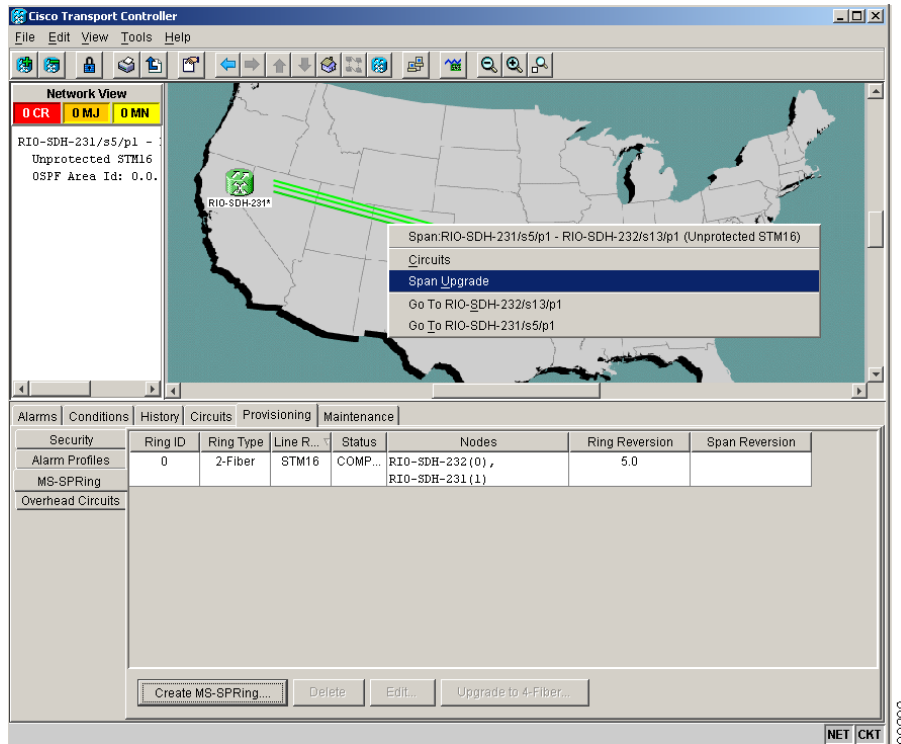 Cisco Transport Controller
File Edit View Tools Help
Network View
0 CR 0 MJ 0 MN
RIO-SDH-231/s5/p1 -
Unprotected STM16
OSPF Area Id: 0.0.
RIO-SDH-231*
Span:RIO-SDH-231/s5/p1 - RIO-SDH-232/s13/p1 (Unprotected STM16)
Circuits
Span Upgrade
Go To RIO-SDH-232/s13/p1
Go To RIO-SDH-231/s5/p1
Alarms Conditions History Circuits Provisioning Maintenance
Security
Alarm Profiles
MS-SPRing
Overhead Circuits
Ring ID Ring Type Line R... Status Nodes Ring Reversion Span Reversion
0 2-Fiber STM16 COMP... RIO-SDH-232(0), 5.0
RIO-SDH-231(1)
Create MS-SPRing.... Delete Edit... Upgrade to 4-Fiber...
NET CKT